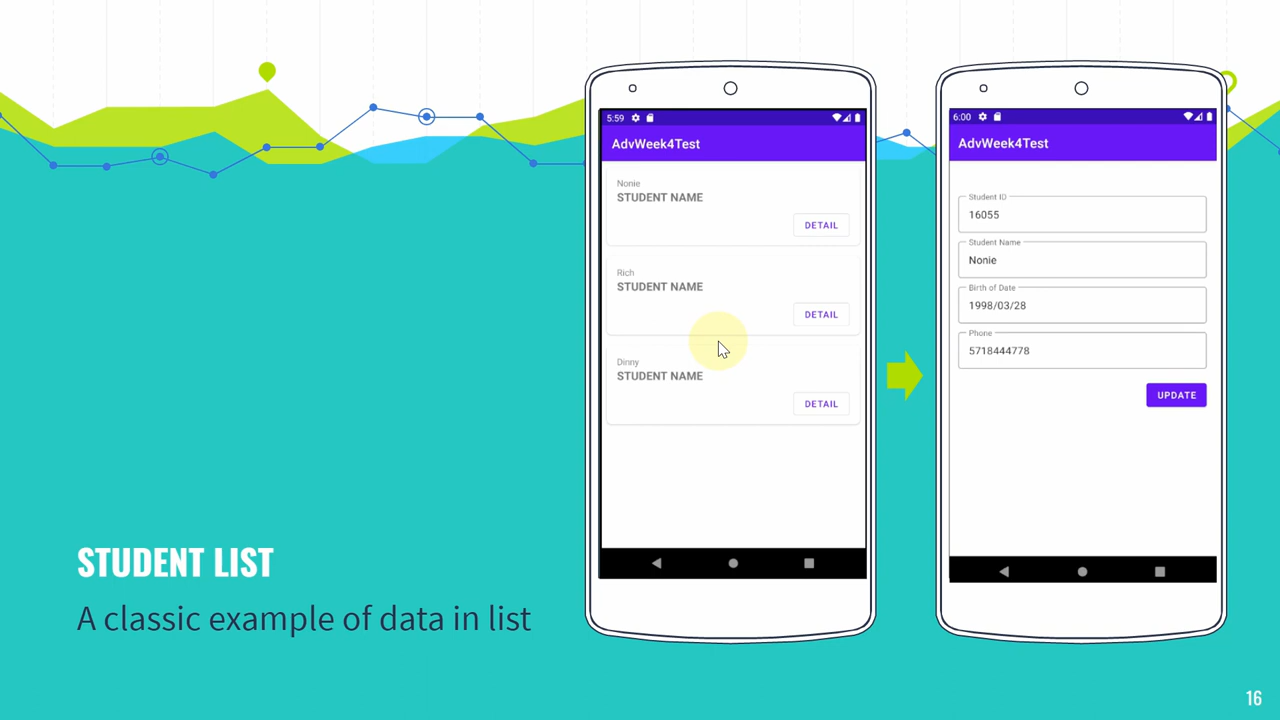 5:59
AdvWeek4Test
Nonie
STUDENT NAME
DETAIL
Rich
STUDENT NAME
DETAIL
Dinny
STUDENT NAME
DETAIL
6:00
AdvWeek4Test
Student ID
16055
Student Name
Nonie
Birth of Date
1998/03/28
Phone
5718444778
UPDATE
STUDENT LIST
A classic example of data in list
16